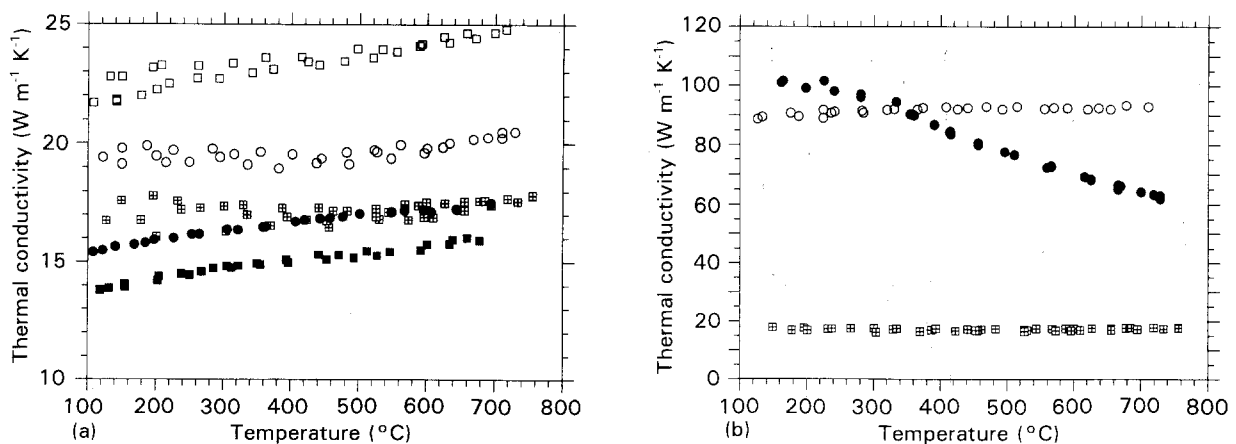 25
20
15
10
Thermal conductivity (W m⁻¹ K⁻¹)
100 200 300 400 500 600 700 800
(a) Temperature (°C)
120
100
80
60
40
20
0
Thermal conductivity (W m⁻¹ K⁻¹)
100 200 300 400 500 600 700 800
(b) Temperature (°C)